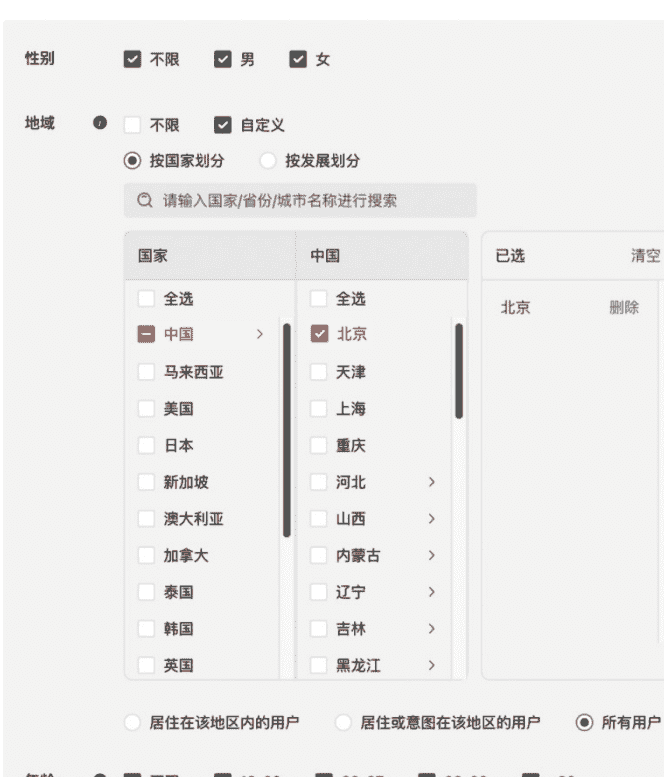 性别 不限 男 女
地域 不限 自定义
按国家划分 按发展划分
请输入国家/省份/城市名称进行搜索
国家 中国 已选 清空
全选 全选
中国 北京 北京 删除
马来西亚 天津
美国 上海
日本 重庆
新加坡 河北
澳大利亚 山西
加拿大 内蒙古
泰国 辽宁
韩国 吉林
英国 黑龙江
居住在该地区内的用户 居住或意图在该地区的用户 所有用户